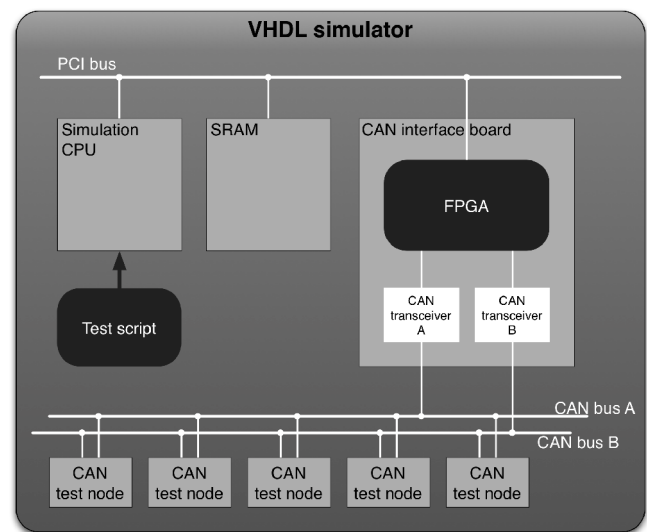 VHDL simulator
PCI bus
Simulation
CPU
SRAM
CAN interface board
FPGA
Test script
CAN
transceiver
A
CAN
transceiver
B
CAN bus A
CAN bus B
CAN
test node
CAN
test node
CAN
test node
CAN
test node
CAN
test node